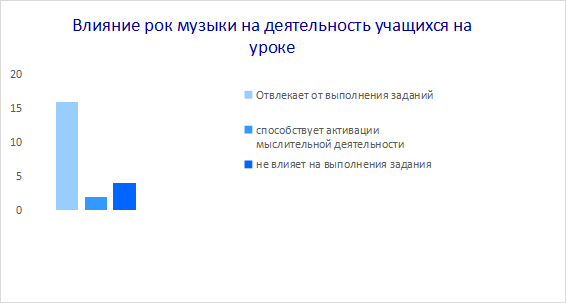 Влияние рок музыки на деятельность учащихся на
уроке
20
15
10
5
0
Отвлекает от выполнения заданий
способствует активации
мыслительной деятельности
не влияет на выполнения задания